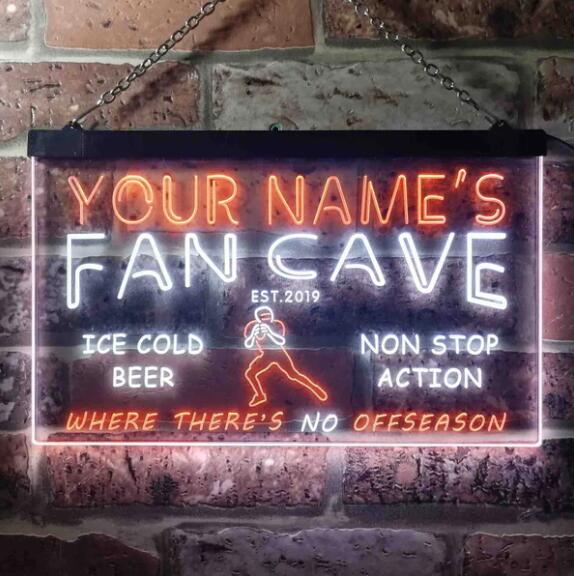 YOUR NAME'S
FAN CAVE
EST.2019
ICE COLD
BEER
NON STOP
ACTION
WHERE THERE'S NO OFFSEASON